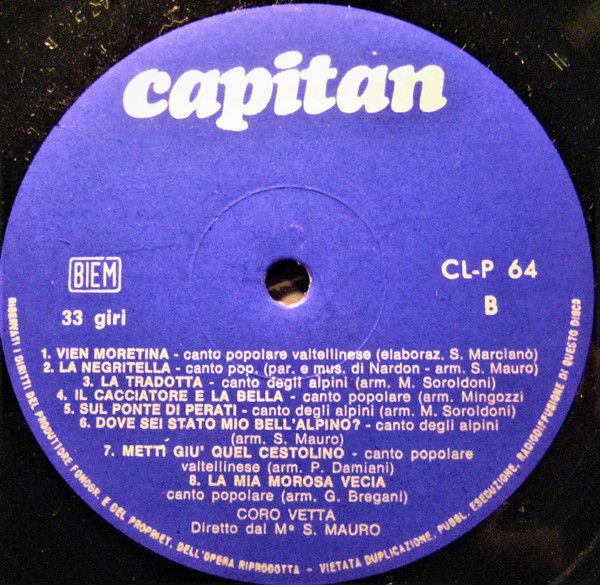 capitan
BIEM
CL-P 64
33 giri
B
1. VIEN MORETINA - canto popolare valtellinese (elaboraz. S. Marcianò)
2. LA NEGRITELLA - canto pop. (par. e mus. di Nardon - arm. S. Mauro)
3. LA TRADOTTA - canto degli alpini (arm. M. Soroldoni)
4. IL CACCIATORE E LA BELLA - canto popolare (arm. Mingozzi
5. SUL PONTE DI PERATI - canto degli alpini (arm. M. Soroldoni)
6. DOVE SEI STATO MIO BELL'ALPINO? - canto degli alpini
(arm. S. Mauro)
7. METTI GIU' QUEL CESTOLINO - canto popolare
valtellinese (arm. P. Damiani)
8. LA MIA MOROSA VECIA
canto popolare (arm. G. Bregani)
CORO VETTA
Diretto dal Mº S. MAURO
RISERVATI I DIRITTI DEL PRODUTTORE FONOGR. E DEL PROPRIET. DELL'OPERA RIPRODOTTA - VIETATA DUPLICAZIONE, PUBBL. ESECUZIONE, RADIODIFFUSIONE DI QUESTO DISCO